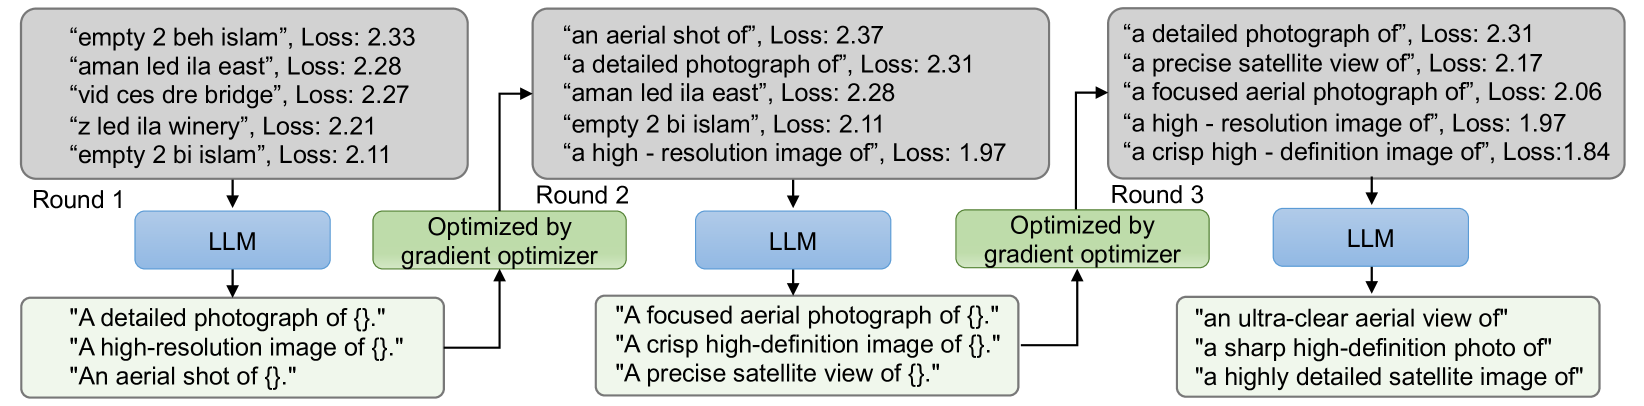 “empty 2 beh islam”, Loss: 2.33
“aman led ila east”, Loss: 2.28
“vid ces dre bridge”, Loss: 2.27
“z led ila winery”, Loss: 2.21
“empty 2 bi islam”, Loss: 2.11
Round 1
LLM
"A detailed photograph of {}."
"A high-resolution image of {}."
"An aerial shot of {}."
Optimized by
gradient optimizer
“an aerial shot of”, Loss: 2.37
“a detailed photograph of”, Loss: 2.31
“aman led ila east”, Loss: 2.28
“empty 2 bi islam”, Loss: 2.11
“a high - resolution image of”, Loss: 1.97
Round 2
LLM
"A focused aerial photograph of {}."
"A crisp high-definition image of {}."
"A precise satellite view of {}."
Optimized by
gradient optimizer
“a detailed photograph of”, Loss: 2.31
“a precise satellite view of”, Loss: 2.17
“a focused aerial photograph of”, Loss: 2.06
“a high - resolution image of”, Loss: 1.97
“a crisp high - definition image of”, Loss:1.84
Round 3
LLM
"an ultra-clear aerial view of"
"a sharp high-definition photo of"
"a highly detailed satellite image of"